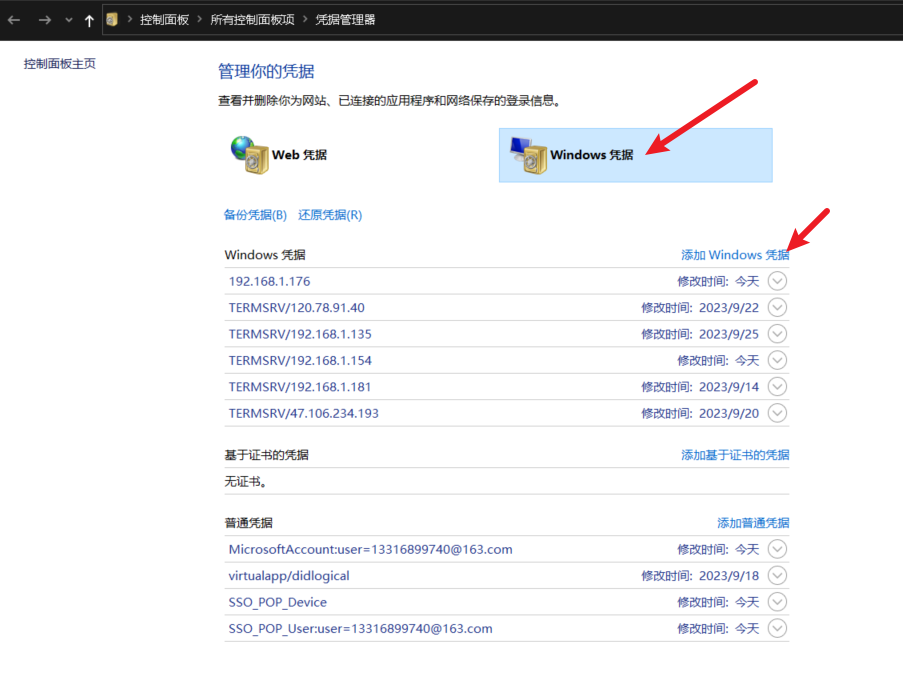 控制面板 > 所有控制面板项 > 凭据管理器
控制面板主页
管理你的凭据
查看并删除你为网站、已连接的应用程序和网络保存的登录信息。
Web 凭据
Windows 凭据
备份凭据(B) 还原凭据(R)
Windows 凭据 添加 Windows 凭据
192.168.1.176 修改时间: 今天
TERMSRV/120.78.91.40 修改时间: 2023/9/22
TERMSRV/192.168.1.135 修改时间: 2023/9/25
TERMSRV/192.168.1.154 修改时间: 今天
TERMSRV/192.168.1.181 修改时间: 2023/9/14
TERMSRV/47.106.234.193 修改时间: 2023/9/20
基于证书的凭据 添加基于证书的凭据
无证书。
普通凭据 添加普通凭据
MicrosoftAccount:user=13316899740@163.com 修改时间: 今天
virtualapp/didlogical 修改时间: 2023/9/18
SSO_POP_Device 修改时间: 今天
SSO_POP_User:user=13316899740@163.com 修改时间: 今天